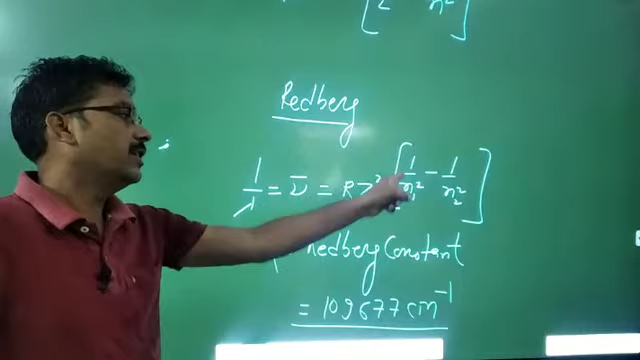 Redberg
1/λ = ν̄ = RZ² [1/n₁² - 1/n₂²]
Redberg Constant
= 109677 cm⁻¹